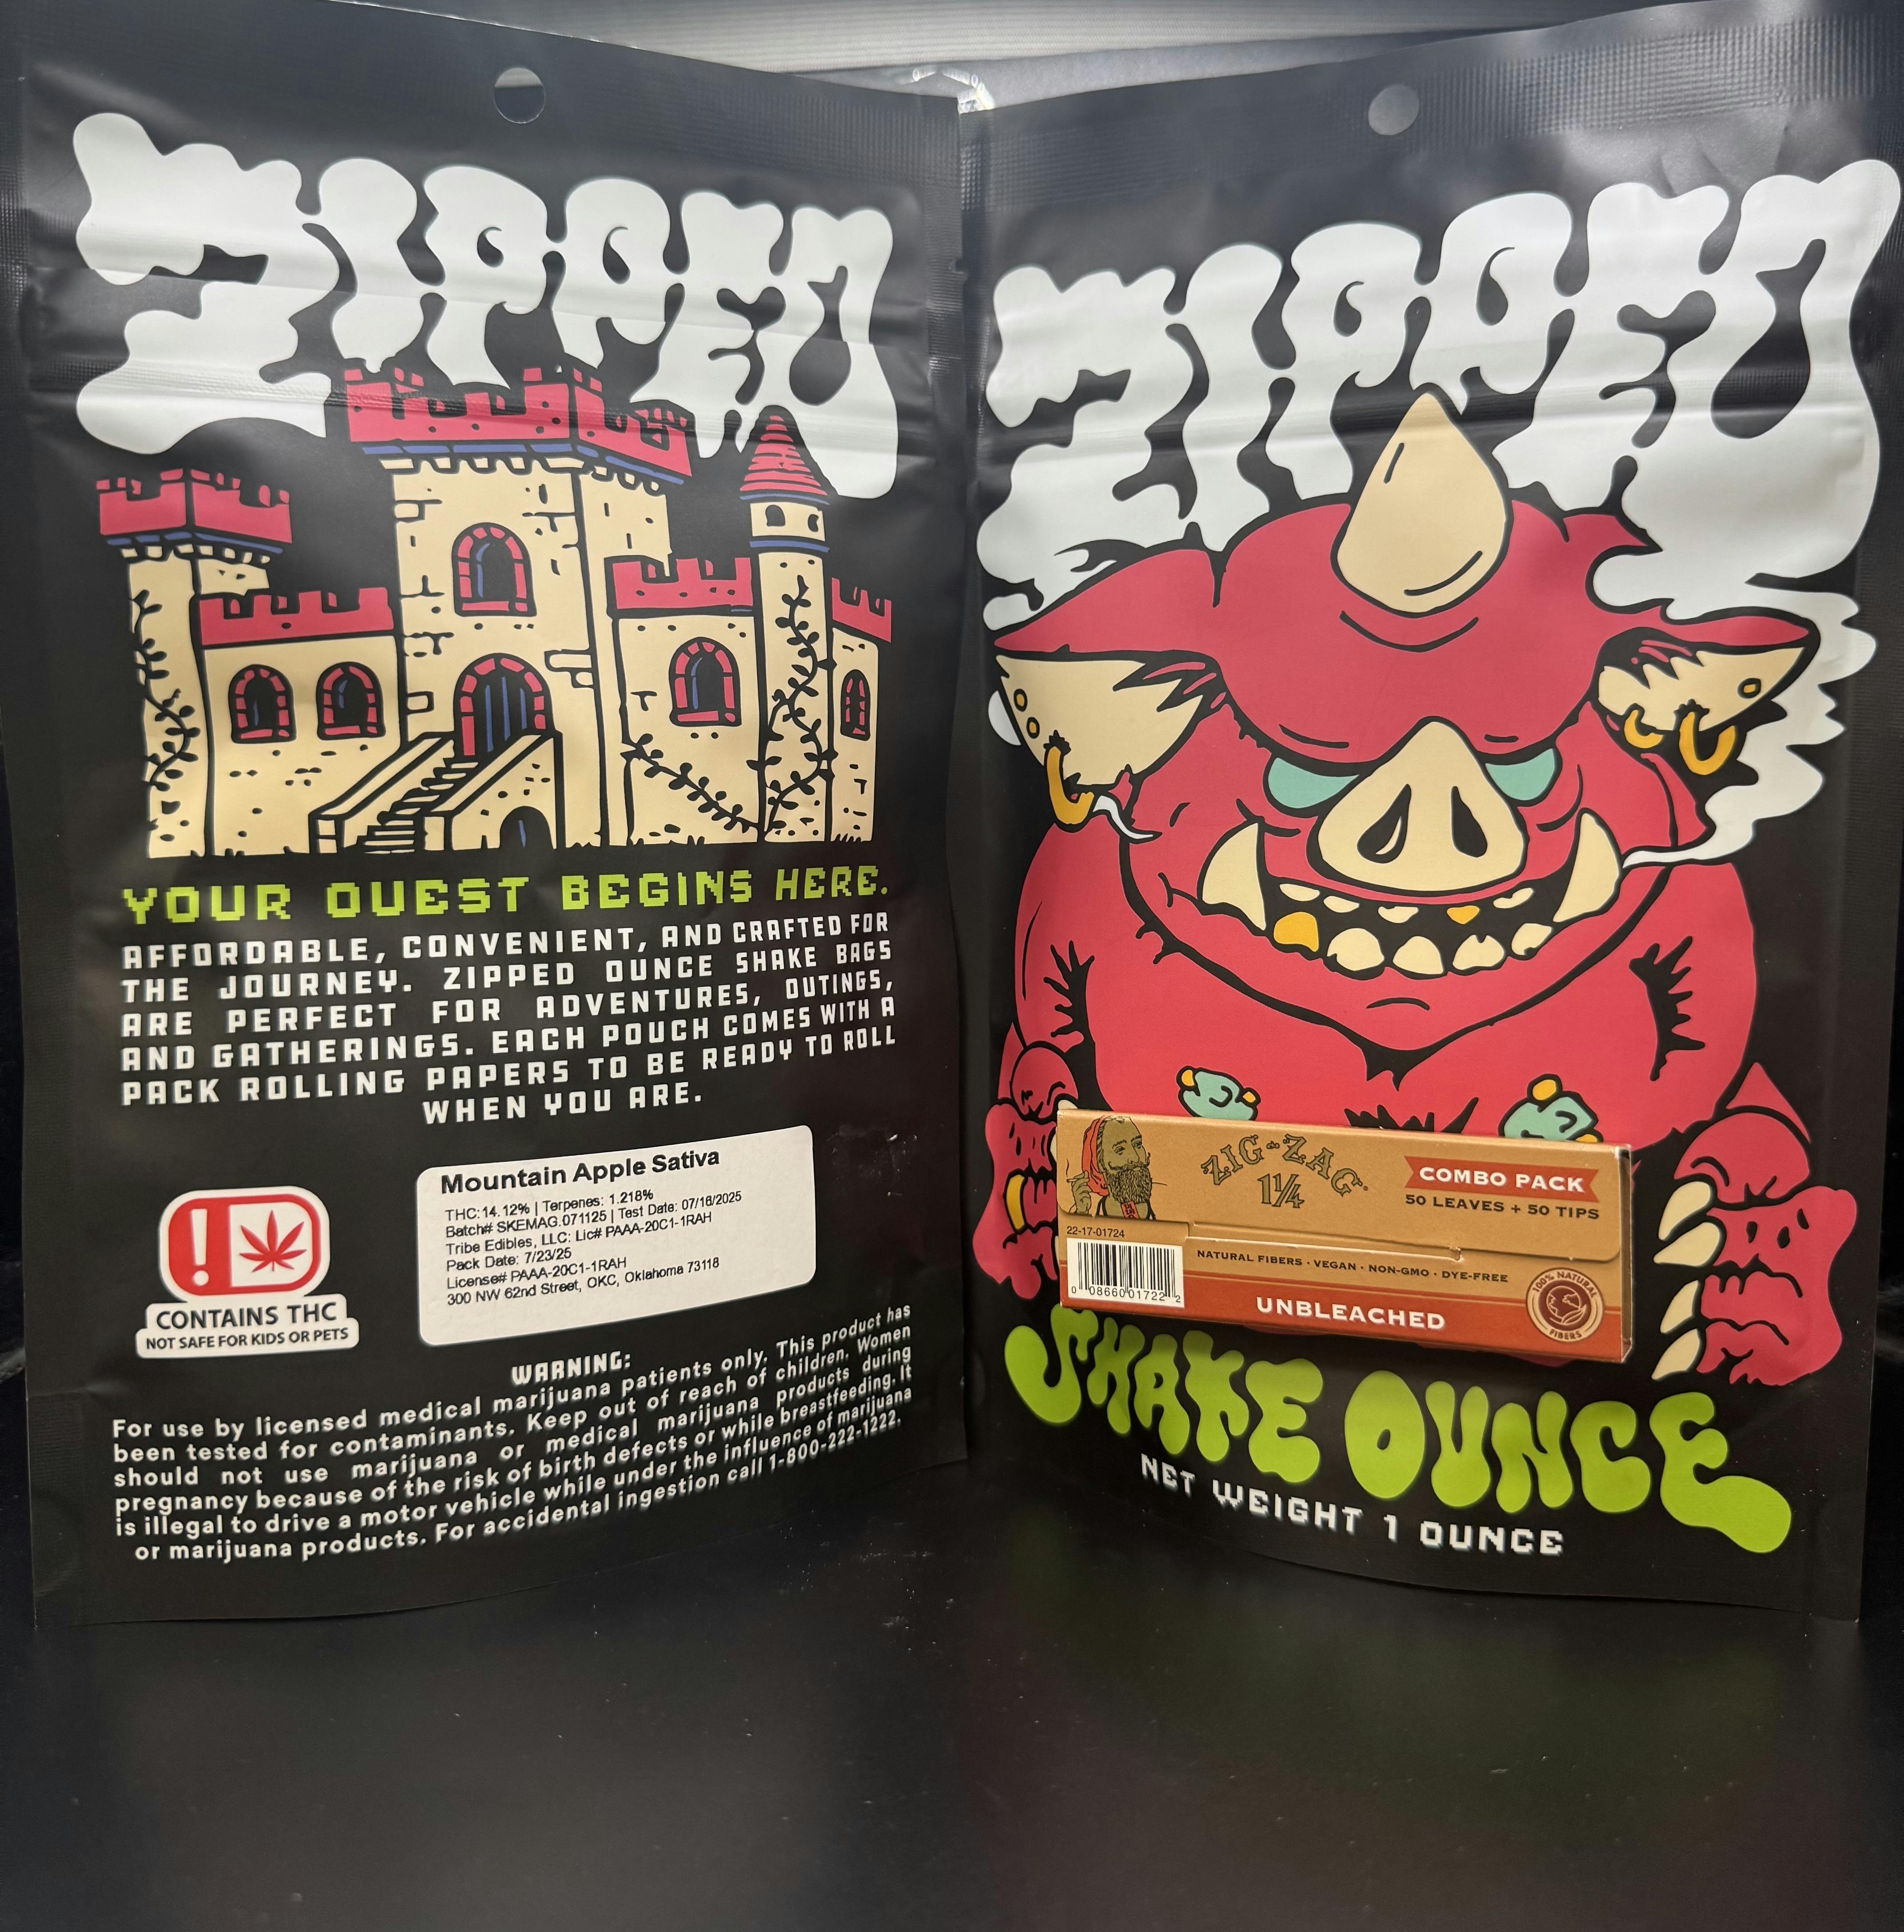 ZIPPED
YOUR QUEST BEGINS HERE.
AFFORDABLE, CONVENIENT, AND CRAFTED FOR
THE JOURNEY. ZIPPED OUNCE SHAKE BAGS
ARE PERFECT FOR ADVENTURES, OUTINGS,
AND GATHERINGS. EACH POUCH COMES WITH A
PACK ROLLING PAPERS TO BE READY TO ROLL
WHEN YOU ARE.
Mountain Apple Sativa
THC: 14.12% | Terpenes: 1.218%
Batch# SKEMAG.071125 | Test Date: 07/16/2025
Tribe Edibles, LLC: Lic# PAAA-20C1-1RAH
Pack Date: 7/23/25
License# PAAA-20C1-1RAH
300 NW 62nd Street, OKC, Oklahoma 73118
!
CONTAINS THC
NOT SAFE FOR KIDS OR PETS
WARNING:
For use by licensed medical marijuana patients only. This product has
been tested for contaminants. Keep out of reach of children. Women
should not use marijuana or medical marijuana products during
pregnancy because of the risk of birth defects or while breastfeeding. It
is illegal to drive a motor vehicle while under the influence of marijuana
or marijuana products. For accidental ingestion call 1-800-222-1222.
ZIPPED
ZIG-ZAG
1¼
COMBO PACK
50 LEAVES + 50 TIPS
22-17-01724
NATURAL FIBERS · VEGAN · NON-GMO · DYE-FREE
0 08660 01722 2
UNBLEACHED
100% NATURAL
FIBERS
SHAKE OUNCE
NET WEIGHT 1 OUNCE